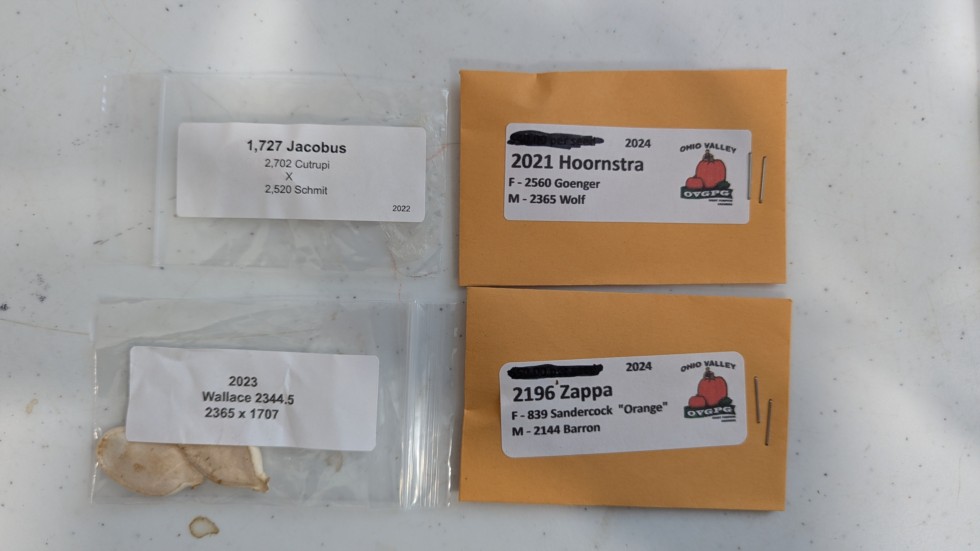 1,727 Jacobus
2,702 Cutrupi
X
2,520 Schmit
2022
2024
2021 Hoornstra
F - 2560 Goenger
M - 2365 Wolf
OHIO VALLEY
OVGPG
2023
Wallace 2344.5
2365 x 1707
2024
2196 Zappa
F - 839 Sandercock "Orange"
M - 2144 Barron
OHIO VALLEY
OVGPG